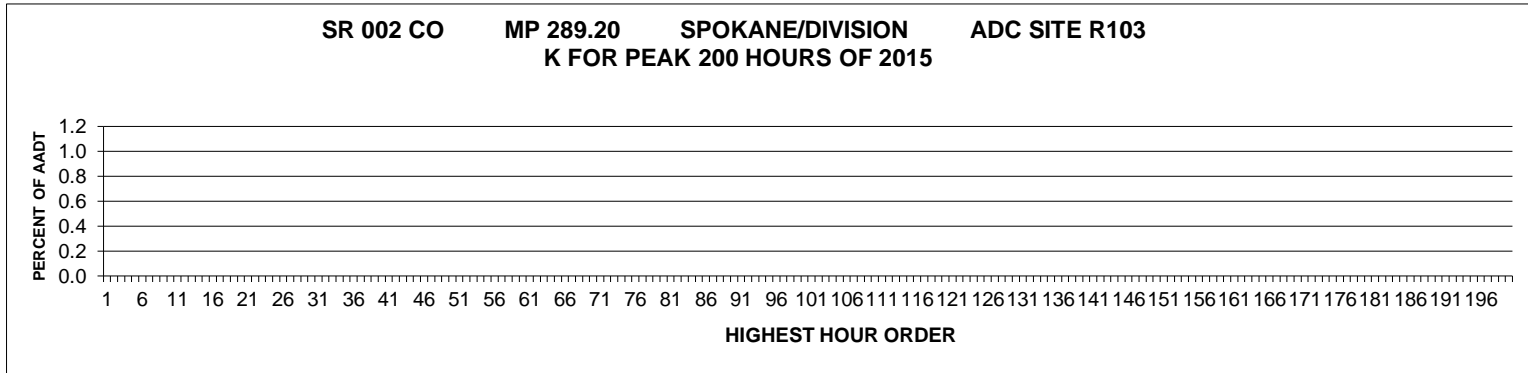 SR 002 CO MP 289.20 SPOKANE/DIVISION ADC SITE R103
K FOR PEAK 200 HOURS OF 2015
PERCENT OF AADT
1.2
1.0
0.8
0.6
0.4
0.2
0.0
1 6 11 16 21 26 31 36 41 46 51 56 61 66 71 76 81 86 91 96 101 106 111 116 121 126 131 136 141 146 151 156 161 166 171 176 181 186 191 196
HIGHEST HOUR ORDER